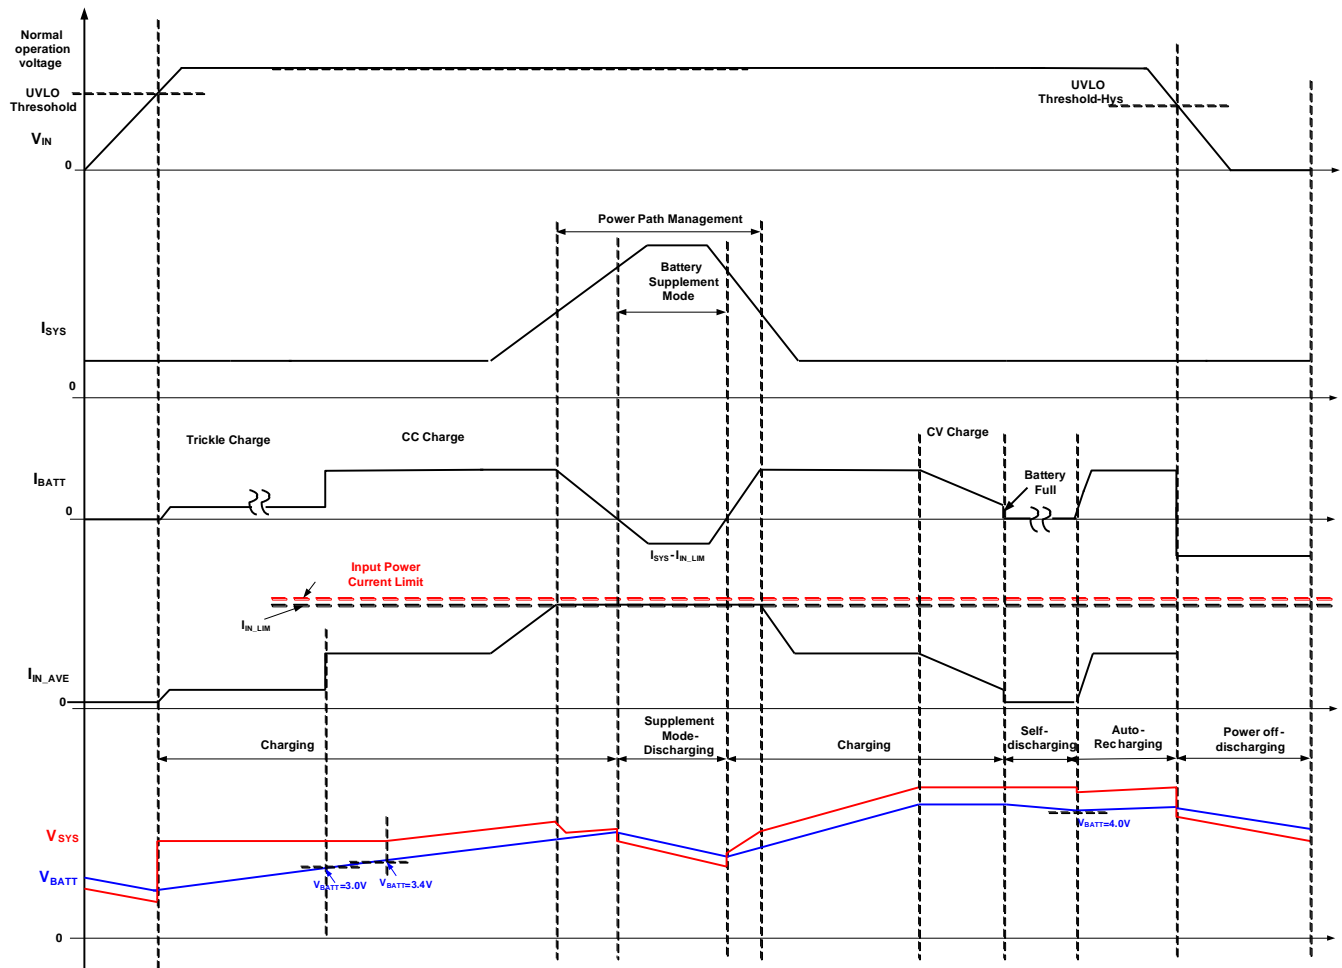 Normal
operation
voltage
UVLO
Thresohold
VIN
0
UVLO
Threshold-Hys
Power Path Management
Battery
Supplement
Mode
ISYS
0
Trickle Charge
CC Charge
CV Charge
Battery
Full
IBATT
0
ISYS-IIN_LIM
Input Power
Current Limit
IIN_LIM
IIN_AVE
0
Charging
Supplement
Mode-
Discharging
Charging
Self-
discharging
Auto-
Recharging
Power off-
discharging
VSYS
VBATT
VBATT=3.0V
VBATT=3.4V
VBATT=4.0V
0